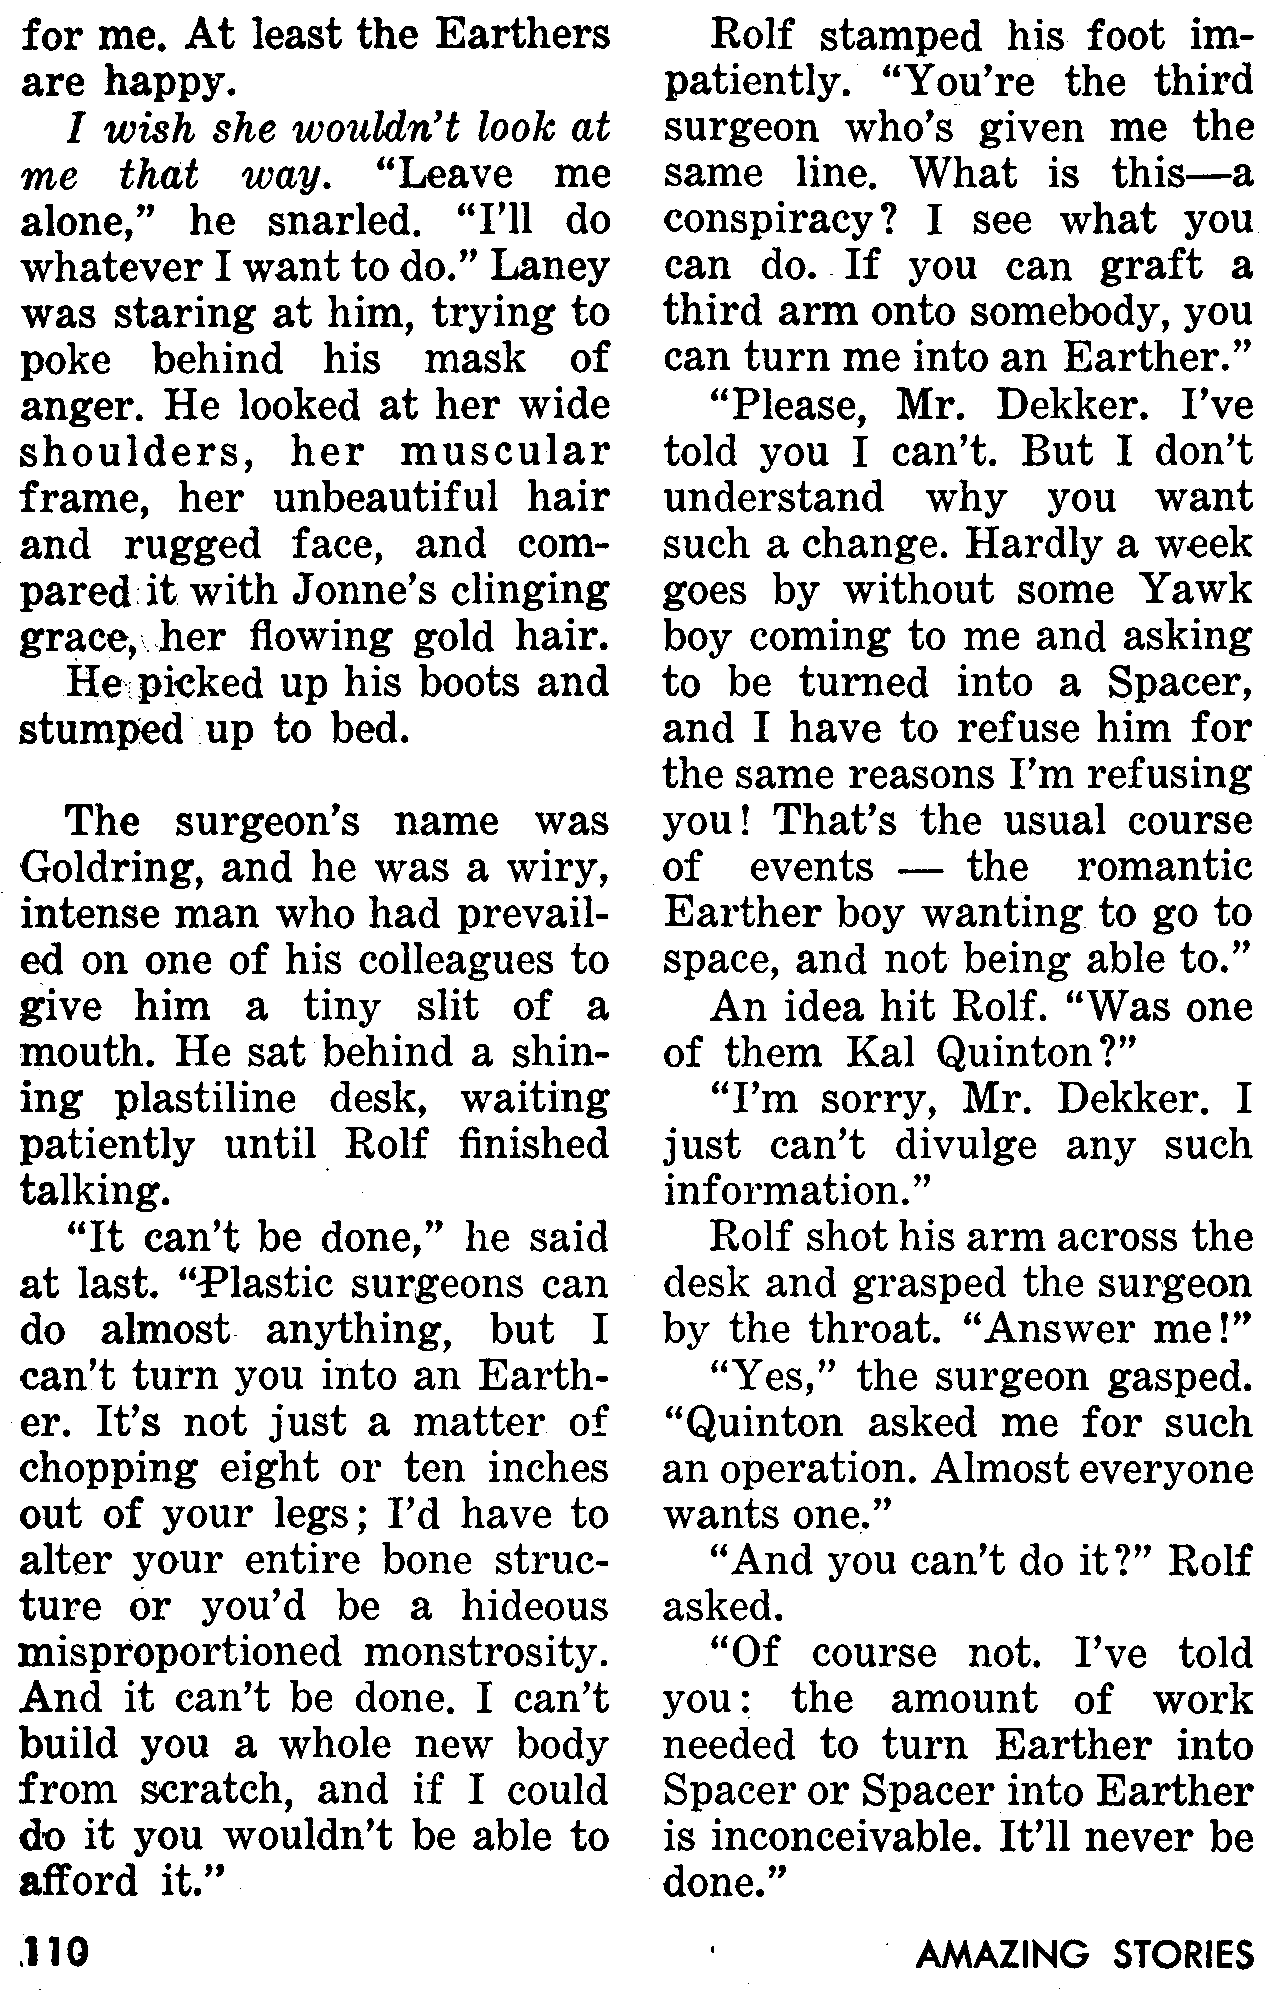 for me. At least the Earthers
are happy.
I wish she wouldn't look at
me that way. “Leave me
alone,” he snarled. “I'll do
whatever I want to do.” Laney
was staring at him, trying to
poke behind his mask of
anger. He looked at her wide
shoulders, her muscular
frame, her unbeautiful hair
and rugged face, and com-
pared it with Jonne's clinging
grace, her flowing gold hair.
He picked up his boots and
stumped up to bed.
The surgeon's name was
Goldring, and he was a wiry,
intense man who had prevail-
ed on one of his colleagues to
give him a tiny slit of a
mouth. He sat behind a shin-
ing plastiline desk, waiting
patiently until Rolf finished
talking.
“It can't be done,” he said
at last. “Plastic surgeons can
do almost anything, but I
can't turn you into an Earth-
er. It's not just a matter of
chopping eight or ten inches
out of your legs; I'd have to
alter your entire bone struc-
ture or you'd be a hideous
misproportioned monstrosity.
And it can't be done. I can't
build you a whole new body
from scratch, and if I could
do it you wouldn't be able to
afford it.”
Rolf stamped his foot im-
patiently. “You're the third
surgeon who's given me the
same line. What is this—a
conspiracy? I see what you
can do. If you can graft a
third arm onto somebody, you
can turn me into an Earther.”
“Please, Mr. Dekker. I've
told you I can't. But I don't
understand why you want
such a change. Hardly a week
goes by without some Yawk
boy coming to me and asking
to be turned into a Spacer,
and I have to refuse him for
the same reasons I'm refusing
you! That's the usual course
of events — the romantic
Earther boy wanting to go to
space, and not being able to.”
An idea hit Rolf. “Was one
of them Kal Quinton?”
“I'm sorry, Mr. Dekker. I
just can't divulge any such
information.”
Rolf shot his arm across the
desk and grasped the surgeon
by the throat. “Answer me!”
“Yes,” the surgeon gasped.
“Quinton asked me for such
an operation. Almost everyone
wants one.”
“And you can't do it?” Rolf
asked.
“Of course not. I've told
you: the amount of work
needed to turn Earther into
Spacer or Spacer into Earther
is inconceivable. It'll never be
done.”
110
AMAZING STORIES